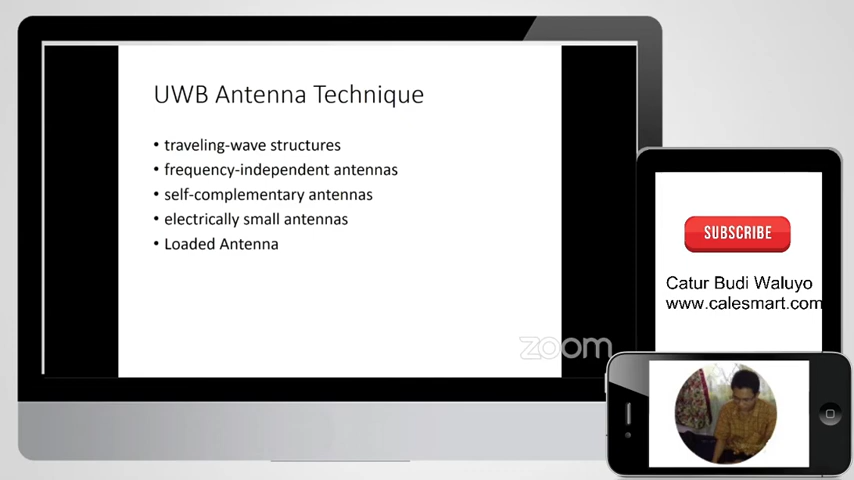 UWB Antenna Technique
• traveling-wave structures
• frequency-independent antennas
• self-complementary antennas
• electrically small antennas
• Loaded Antenna
zoom
SUBSCRIBE
Catur Budi Waluyo
www.calesmart.com